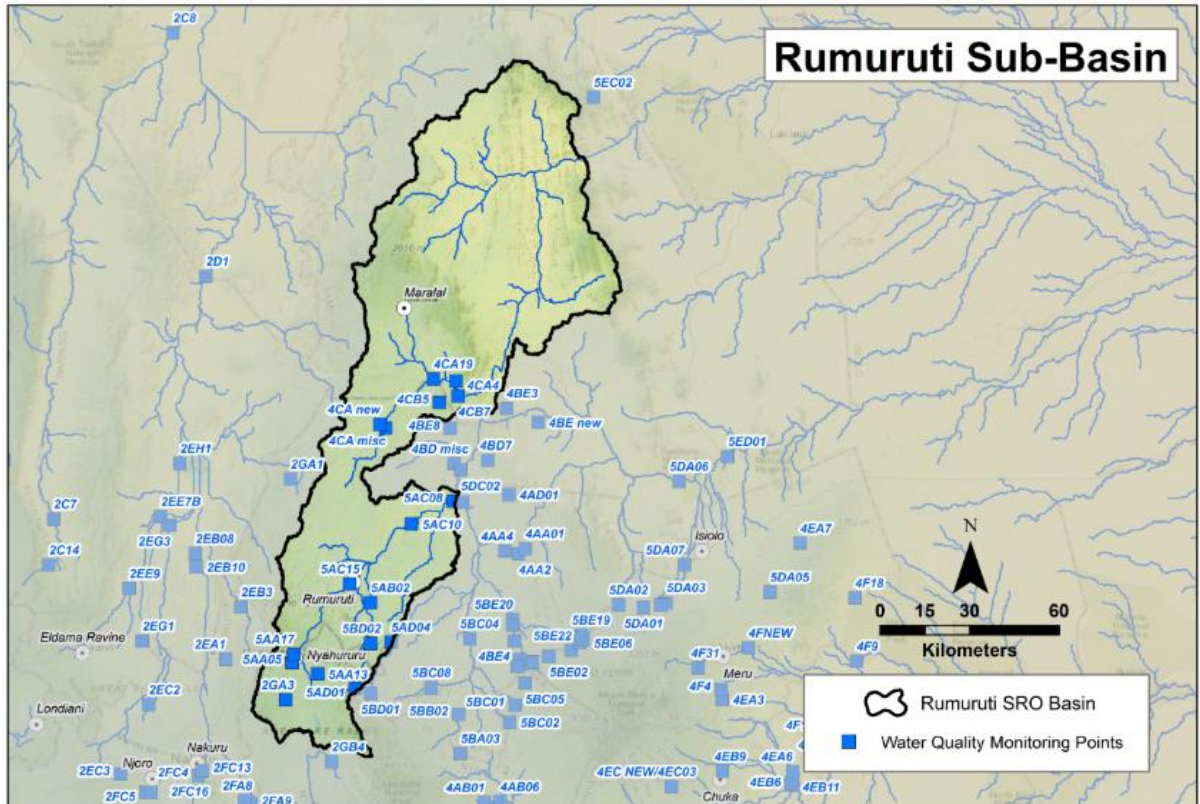 2C8
Rumuruti Sub-Basin
5EC02
2D1
Maralal
4CA19
4CA4
4CB5
4BE3
4CA new
4CB7
4BE8
4BE new
4CA misc
4BD misc
4BD7
2EH1
5ED01
2GA1
5DA06
5AC08
5DC02
4AD01
2EE7B
2C7
5AC10
2EG3
2EB08
4AA4
4AA01
Isiolo
4EA7
N
2C14
2EB10
4AA2
5DA07
2EE9
5AC15
5AB02
5DA02
5DA03
5DA05
4F18
2EB3
Rumuruti
5DA01
0 15 30 60
Kilometers
5BE20
Eldama Ravine
2EG1
5BD02
5AD04
5BC04
5BE19
2EA1
5AA17
5BE22
5BE06
4FNEW
5AA05
Nyahururu
4BE4
4F31
4F9
5AA13
5BE02
Meru
2EC2
2GA3
5AD01
5BC08
4F4
4EA3
Londiani
5BD01
5BB02
5BC01
5BC05
5BC02
Rumuruti SRO Basin
Water Quality Monitoring Points
2GB4
5BA03
Nakuru
2EC3
Njoro
2FC4
2FC13
4EB9
4EA6
4EC NEW/4EC03
4EB6
4EB11
2FC5
2FC16
2FA8
2FA9
4AB01
4AB06
Chuka